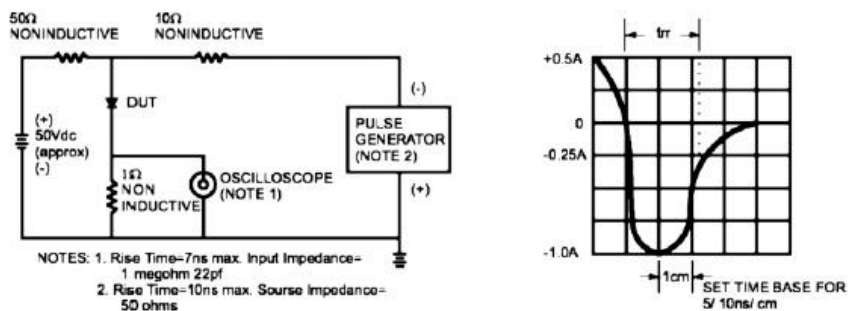 50Ω
NONINDUCTIVE
10Ω
NONINDUCTIVE
(+)
50Vdc
(approx)
(-)
DUT
1Ω
NON
INDUCTIVE
OSCILLOSCOPE
(NOTE 1)
(-)
PULSE
GENERATOR
(NOTE 2)
(+)
NOTES: 1. Rise Time=7ns max. Input Impedance=
1 megohm 22pf
2. Rise Time=10ns max. Sourse Impedance=
50 ohms
trr
+0.5A
0
-0.25A
-1.0A
1cm
SET TIME BASE FOR
5/ 10ns/ cm